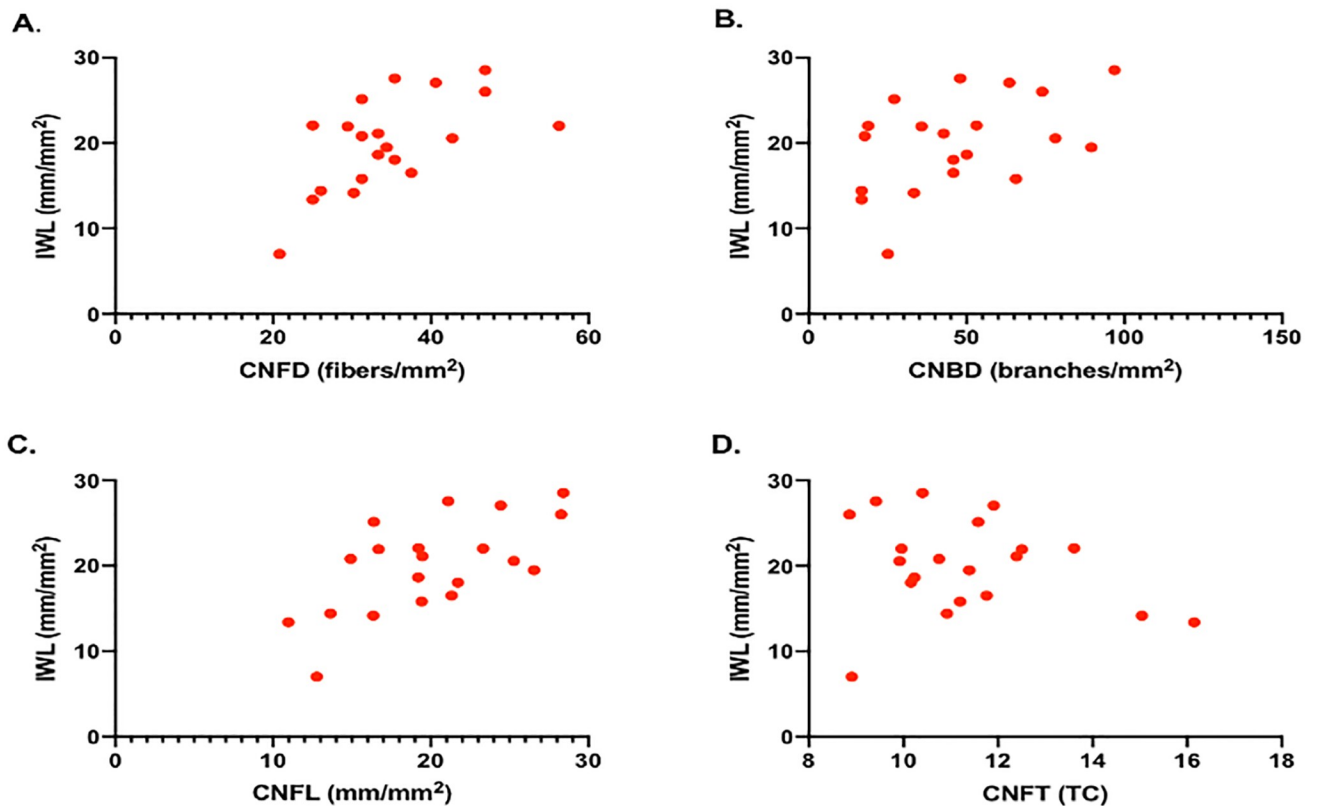 A.
30
20
10
0
IWL (mm/mm²)
0 20 40 60
CNFD (fibers/mm²)
B.
30
20
10
0
IWL (mm/mm²)
0 50 100 150
CNBD (branches/mm²)
C.
30
20
10
0
IWL (mm/mm²)
0 10 20 30
CNFL (mm/mm²)
D.
30
20
10
0
IWL (mm/mm²)
8 10 12 14 16 18
CNFT (TC)